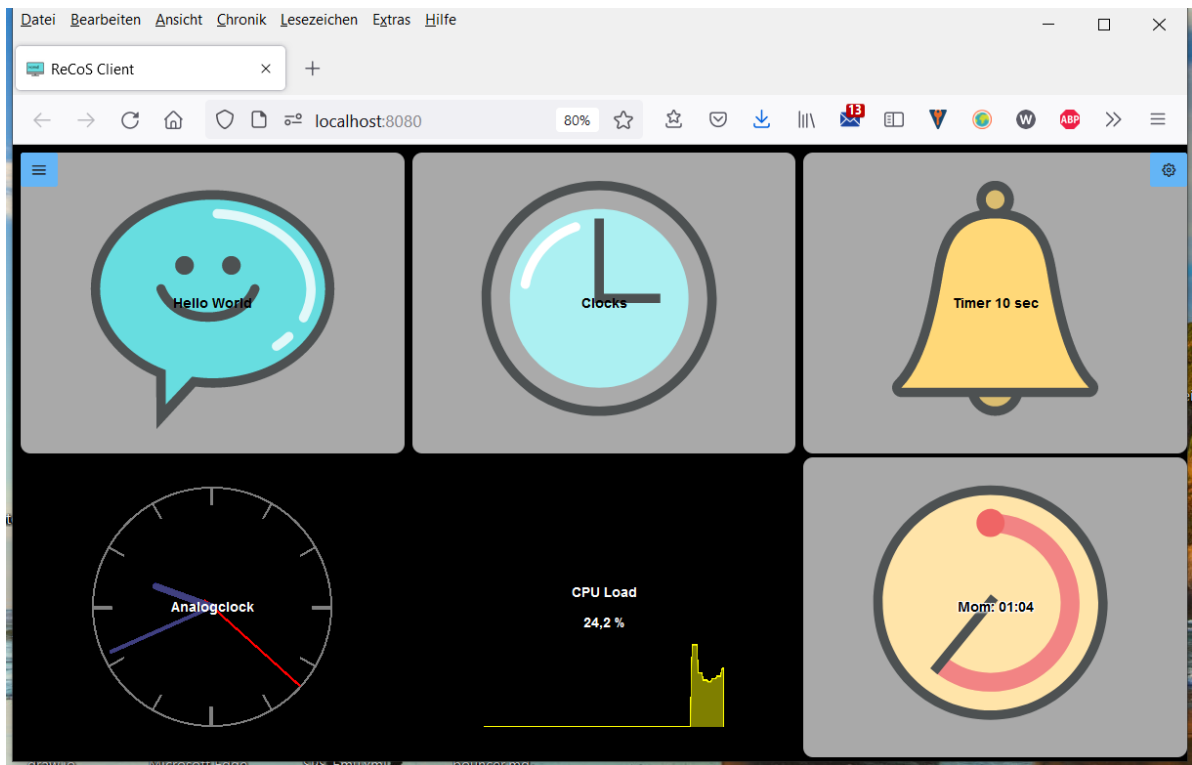 Datei Bearbeiten Ansicht Chronik Lesezeichen Extras Hilfe
ReCoS Client
localhost:8080
80%
13
W
ABP
Hello World
Clocks
Timer 10 sec
Analogclock
CPU Load
24,2 %
Mom: 01:04